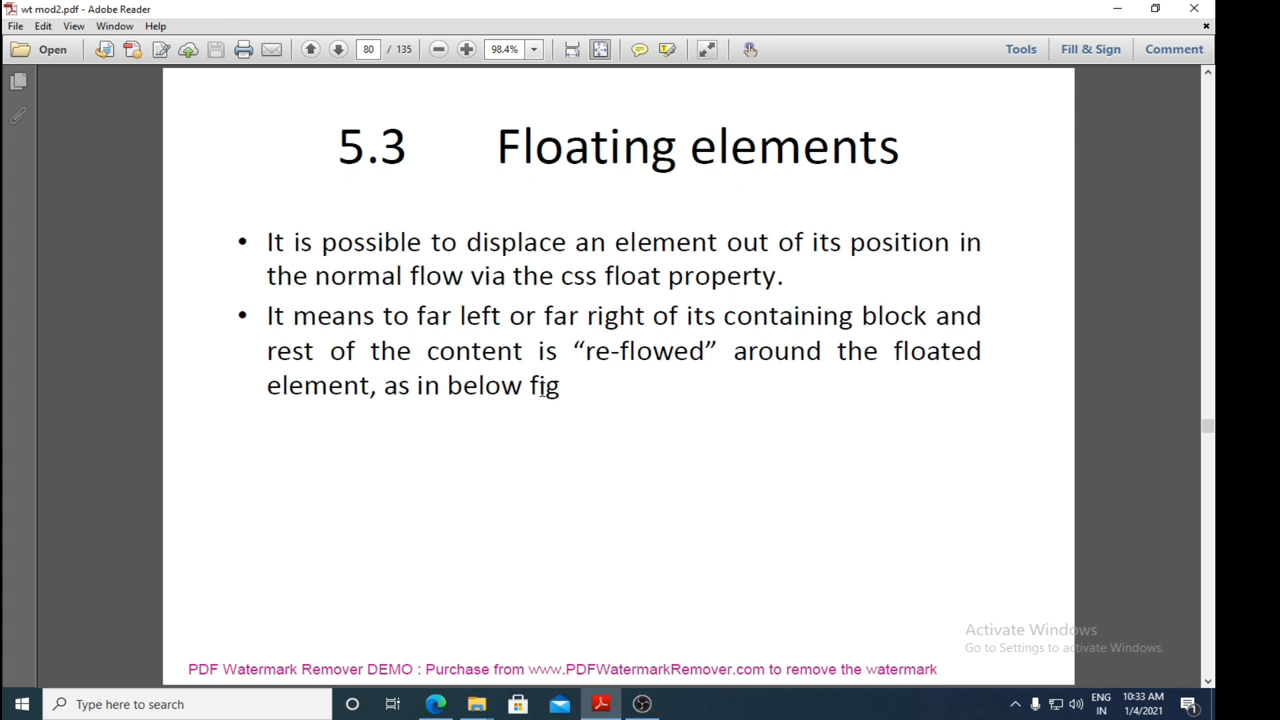 wt mod2.pdf - Adobe Reader
File Edit View Window Help
Open 80 / 135 98.4% Tools Fill & Sign Comment
5.3 Floating elements
• It is possible to displace an element out of its position in
the normal flow via the css float property.
• It means to far left or far right of its containing block and
rest of the content is “re-flowed” around the floated
element, as in below fig
Activate Windows
Go to Settings to activate Windows.
PDF Watermark Remover DEMO : Purchase from www.PDFWatermarkRemover.com to remove the watermark
Type here to search
ENG 10:33 AM
IN 1/4/2021 1